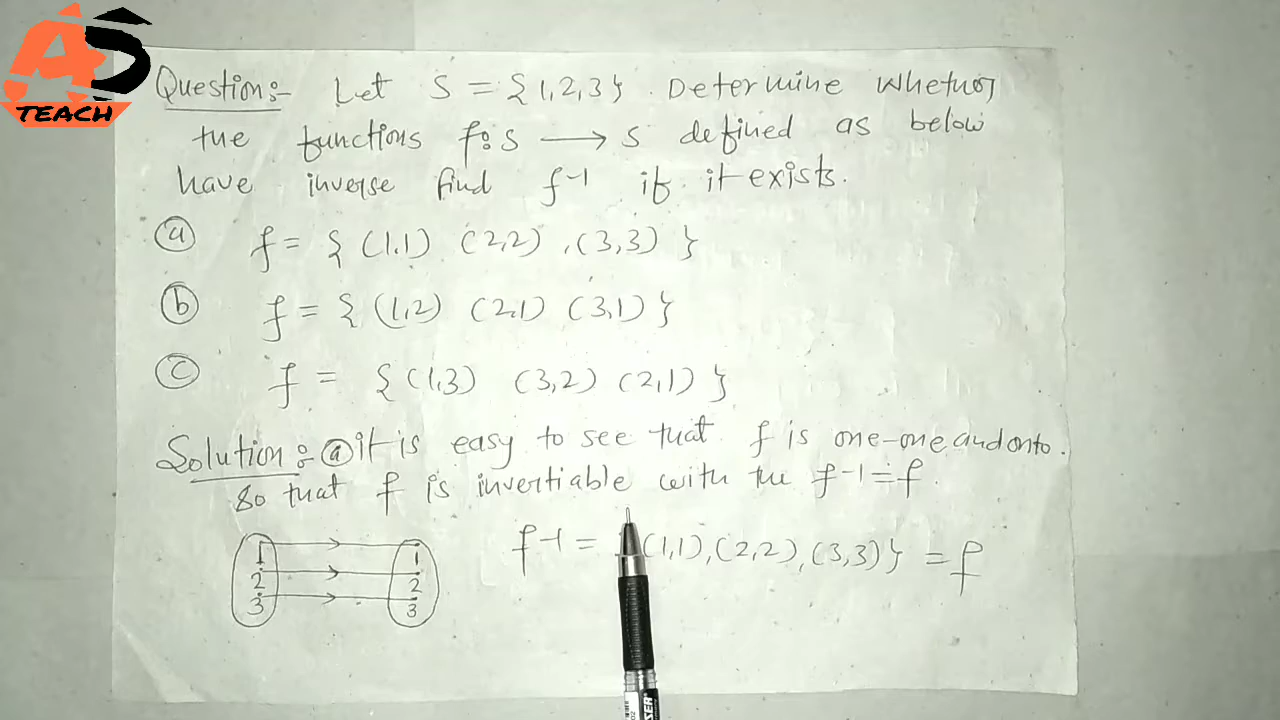 AS
TEACH
Question:- Let S = {1,2,3}. Determine whether
the functions f: S → S defined as below
have inverse find f⁻¹ if it exists.
(a) f = { (1,1) (2,2) , (3,3) }
(b) f = { (1,2) (2,1) (3,1) }
(c) f = { (1,3) (3,2) (2,1) }
Solution:- (a) it is easy to see that f is one-one and onto.
so that f is invertiable with the f⁻¹ = f.
f⁻¹ = (1,1), (2,2), (3,3)} = f
1 1
2 2
3 3